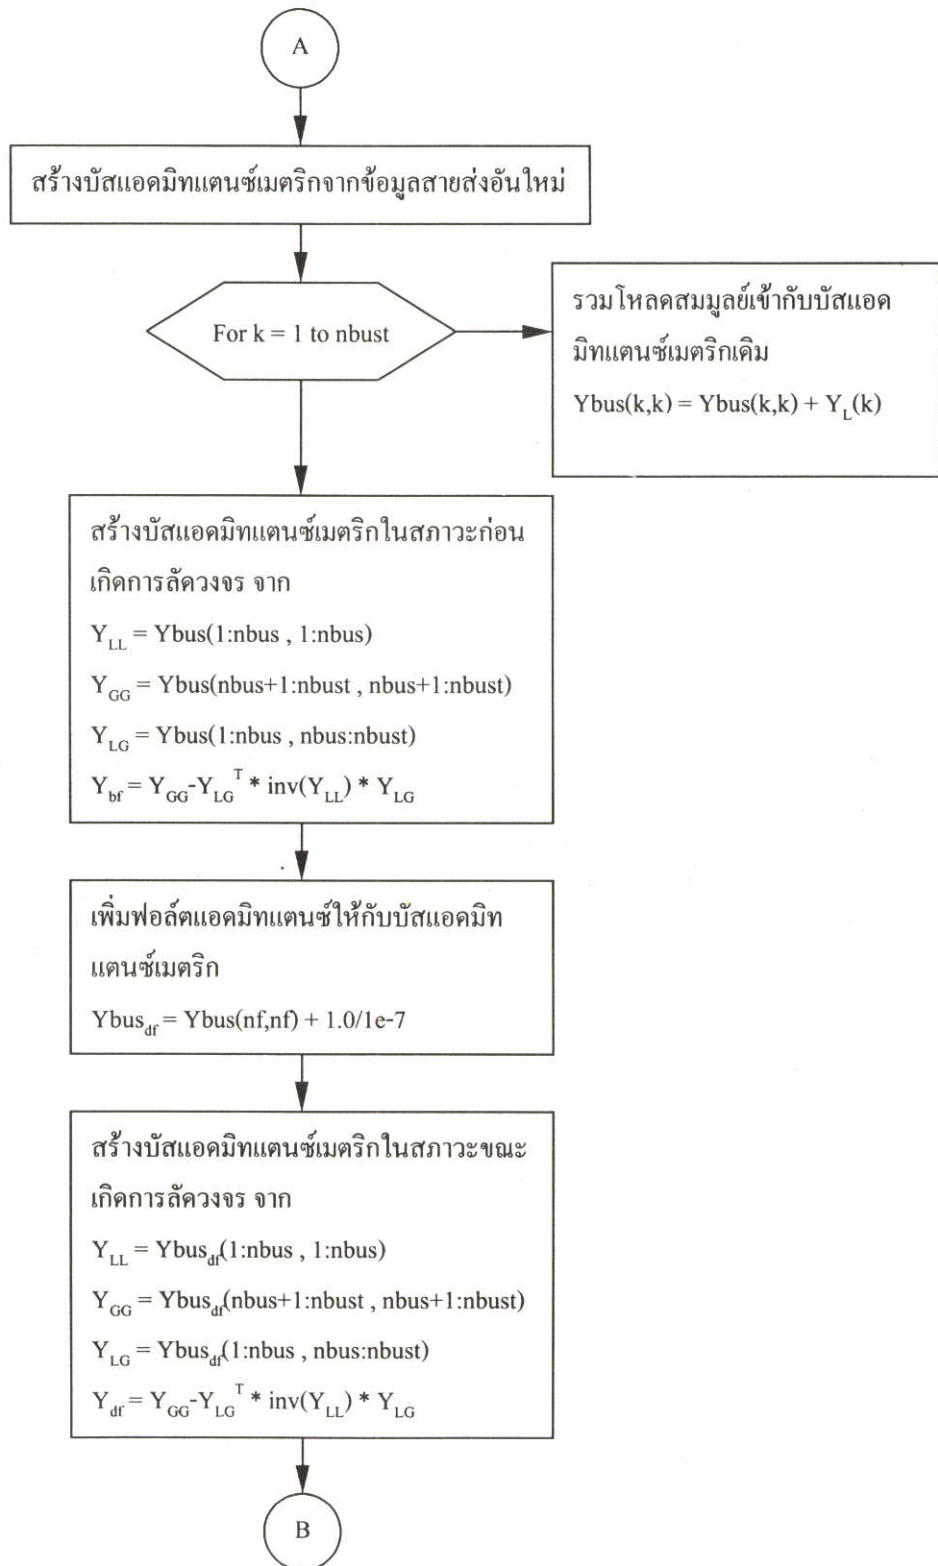 A
สร้างบัสแอดมิทแตนซ์เมตริกจากข้อมูลสายส่งอันใหม่
For k = 1 to nbust
รวมโหลดสมมูลย์เข้ากับบัสแอด
มิทแตนซ์เมตริกเดิม
Ybus(k,k) = Ybus(k,k) + Y_L(k)
สร้างบัสแอดมิทแตนซ์เมตริกในสภาวะก่อน
เกิดการลัดวงจร จาก
Y_LL = Ybus(1:nbus , 1:nbus)
Y_GG = Ybus(nbus+1:nbust , nbus+1:nbust)
Y_LG = Ybus(1:nbus , nbus:nbust)
Y_bf = Y_GG-Y_LG^T * inv(Y_LL) * Y_LG
เพิ่มฟอล์ตแอดมิทแตนซ์ให้กับบัสแอดมิท
แตนซ์เมตริก
Ybus_df = Ybus(nf,nf) + 1.0/1e-7
สร้างบัสแอดมิทแตนซ์เมตริกในสภาวะขณะ
เกิดการลัดวงจร จาก
Y_LL = Ybus_df(1:nbus , 1:nbus)
Y_GG = Ybus_df(nbus+1:nbust , nbus+1:nbust)
Y_LG = Ybus_df(1:nbus , nbus:nbust)
Y_df = Y_GG-Y_LG^T * inv(Y_LL) * Y_LG
B